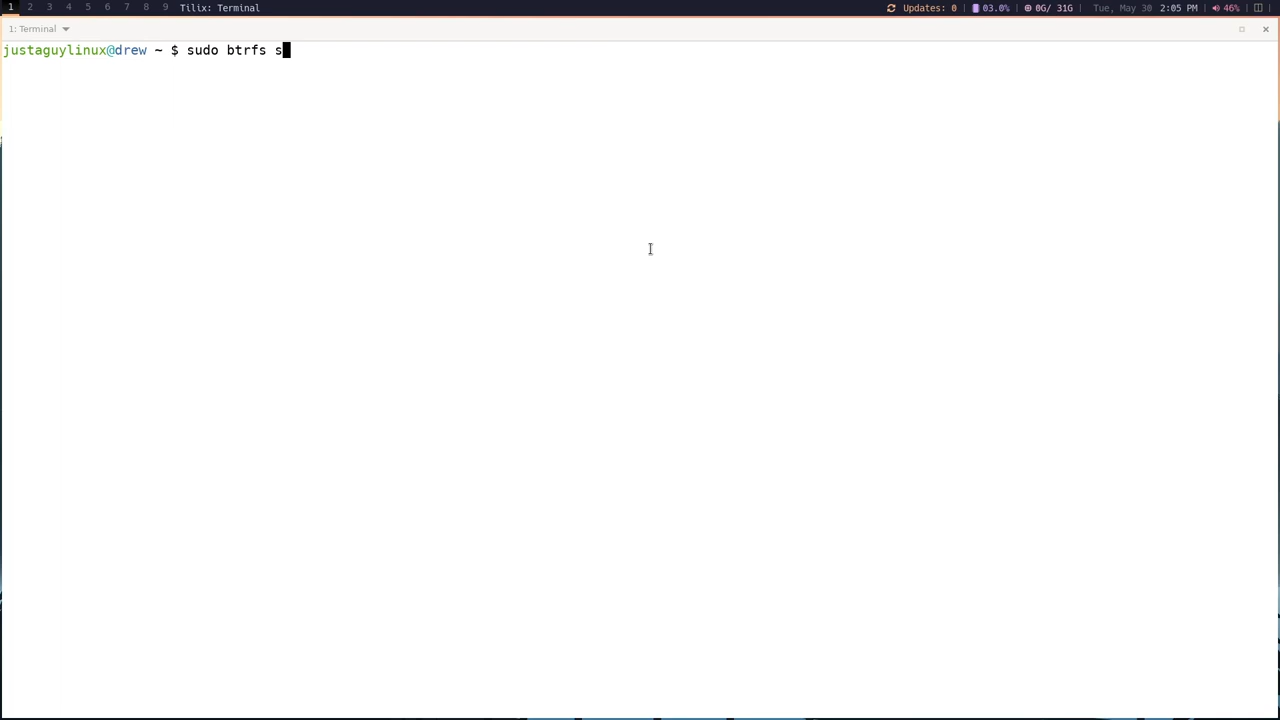 1 2 3 4 5 6 7 8 9 Tilix: Terminal Updates: 0 | 03.0% | 0G/ 31G | Tue, May 30 2:05 PM | 46% | |
1: Terminal
justaguylinux@drew ~ $ sudo btrfs s